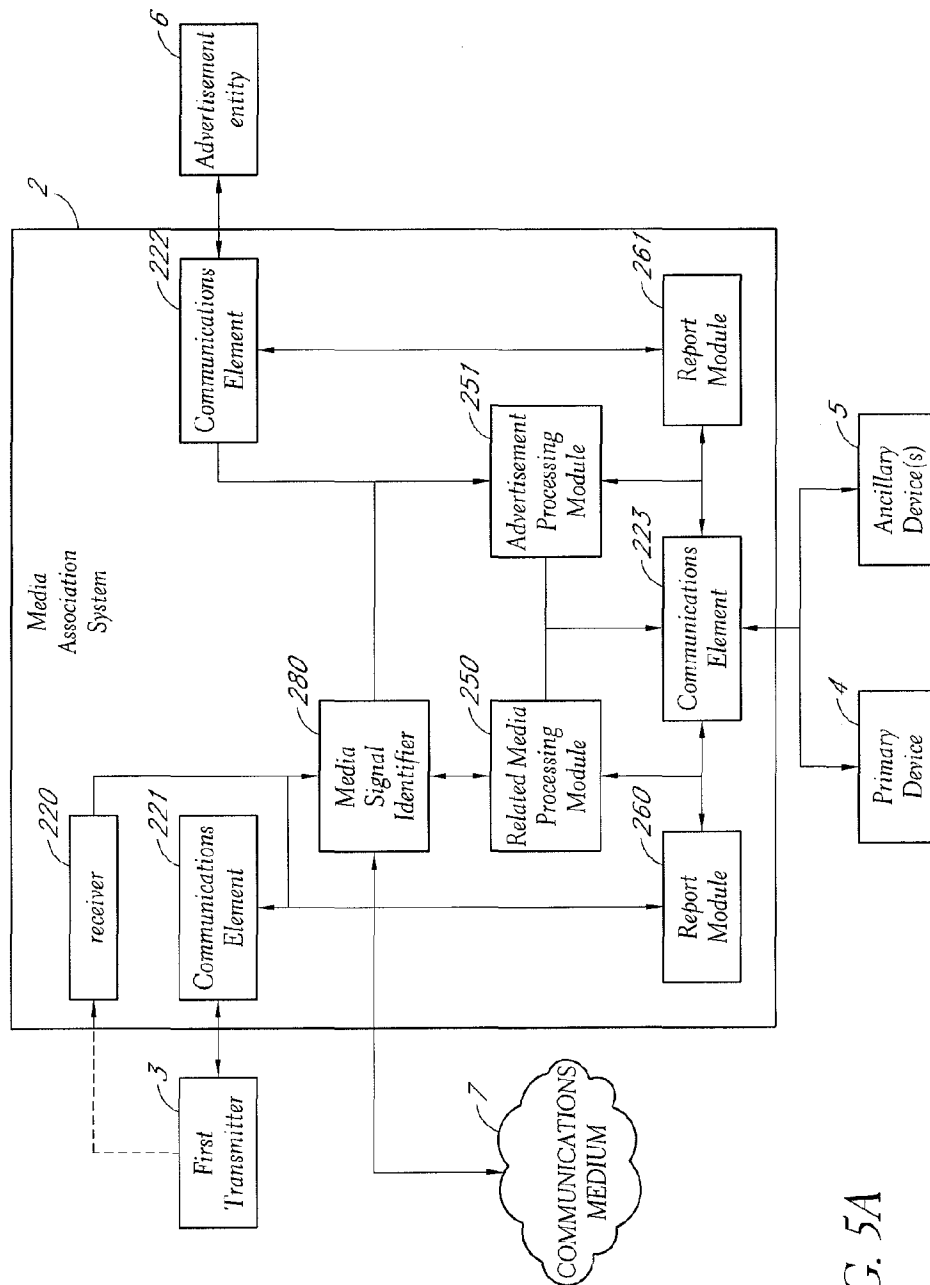 2
Media
Association
System
220
receiver
221
Communications
Element
222
Communications
Element
3
First
Transmitter
6
Advertisement
entity
280
Media
Signal
Identifier
7
COMMUNICATIONS
MEDIUM
250
Related Media
Processing
Module
251
Advertisement
Processing
Module
260
Report
Module
223
Communications
Element
261
Report
Module
4
Primary
Device
5
Ancillary
Device(s)
G. 5A